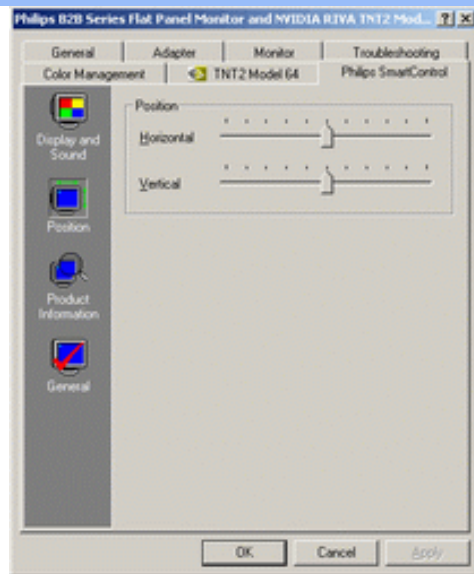 Philips B2B Series Flat Panel Monitor and NVIDIA RIVA TNT2 Mod... ? X
General Adapter Monitor Troubleshooting
Color Management TNT2 Model 64 Philips SmartControl
Display and
Sound
Position
Product
Information
General
Position
Horizontal
Vertical
OK Cancel Apply